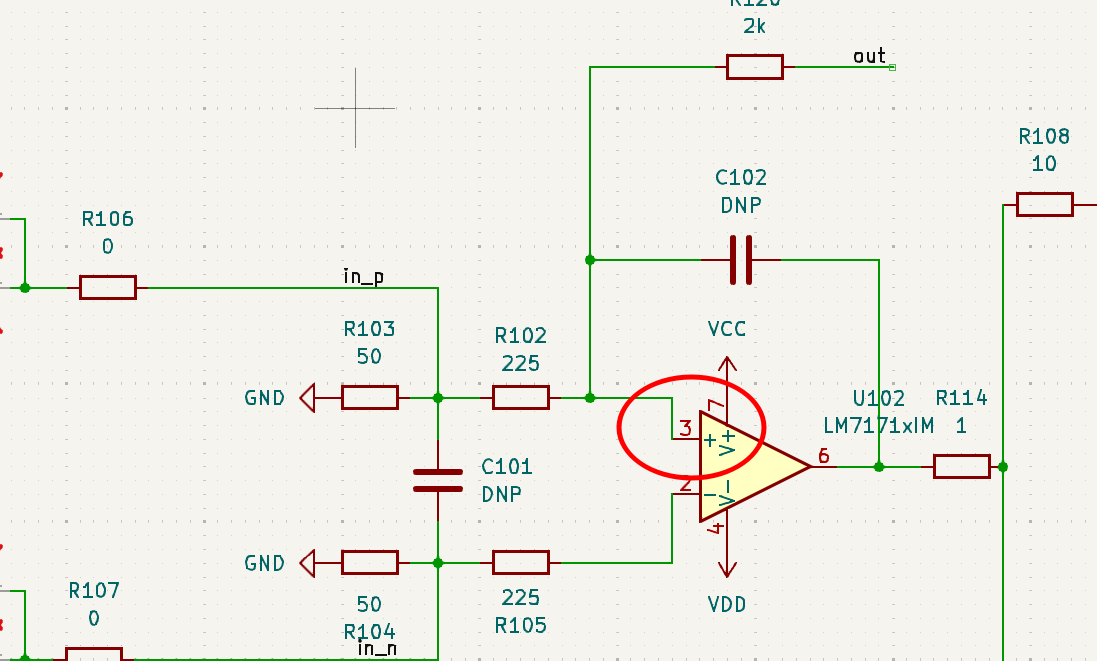 R120
2k
out
R108
10
C102
DNP
R106
0
in_p
VCC
R103
50
R102
225
GND
7
U102
R114
LM7171xIM
1
3
+
V+
6
C101
DNP
2
−
V−
4
GND
R107
0
50
R104
225
R105
VDD
in_n